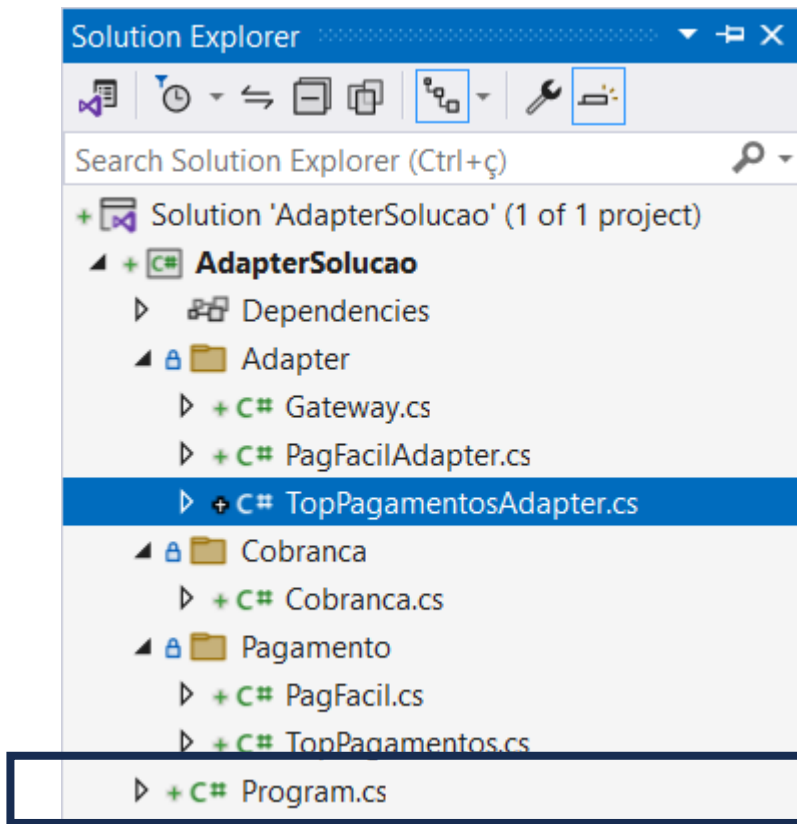 Solution Explorer
Search Solution Explorer (Ctrl+ç)
Solution 'AdapterSolucao' (1 of 1 project)
C# AdapterSolucao
Dependencies
Adapter
C# Gateway.cs
C# PagFacilAdapter.cs
C# TopPagamentosAdapter.cs
Cobranca
C# Cobranca.cs
Pagamento
C# PagFacil.cs
C# TopPagamentos.cs
C# Program.cs